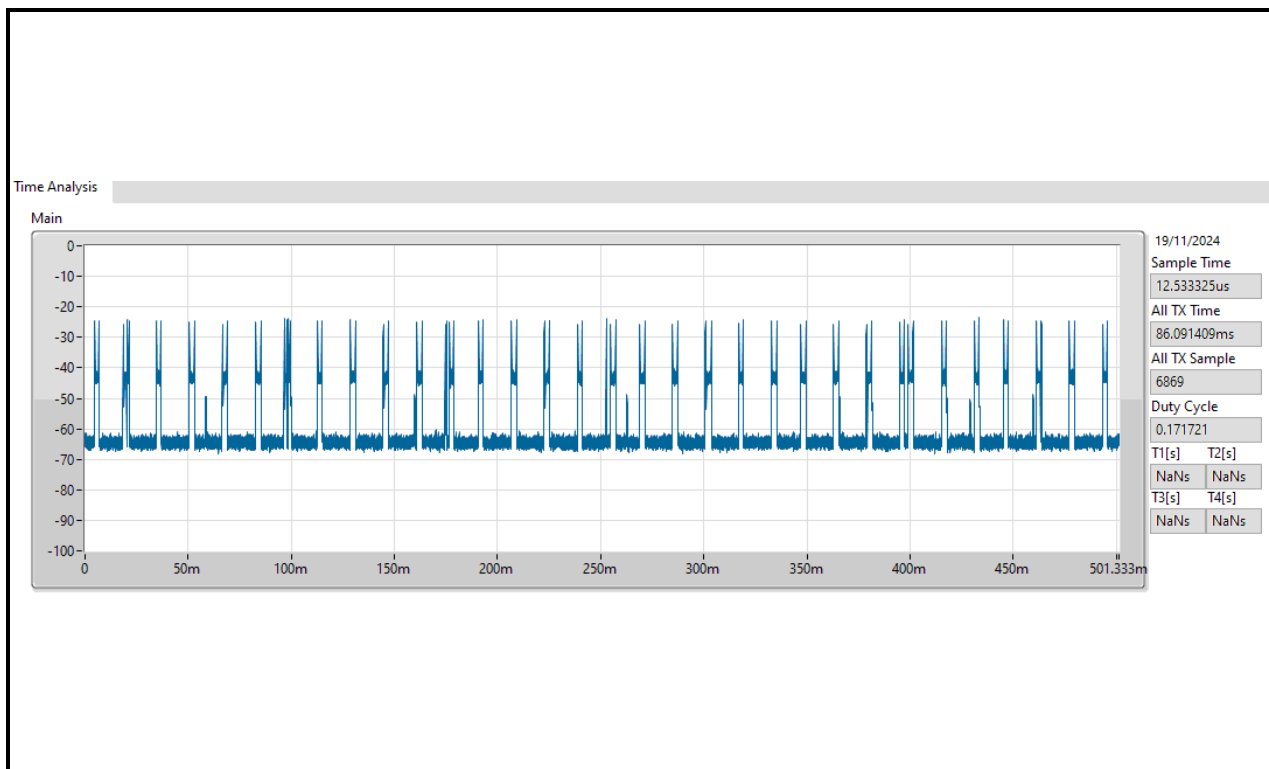 Time Analysis
Main
0
-10
-20
-30
-40
-50
-60
-70
-80
-90
-100
0 50m 100m 150m 200m 250m 300m 350m 400m 450m 501.333m
19/11/2024
Sample Time
12.533325us
All TX Time
86.091409ms
All TX Sample
6869
Duty Cycle
0.171721
T1[s] T2[s]
NaNs NaNs
T3[s] T4[s]
NaNs NaNs